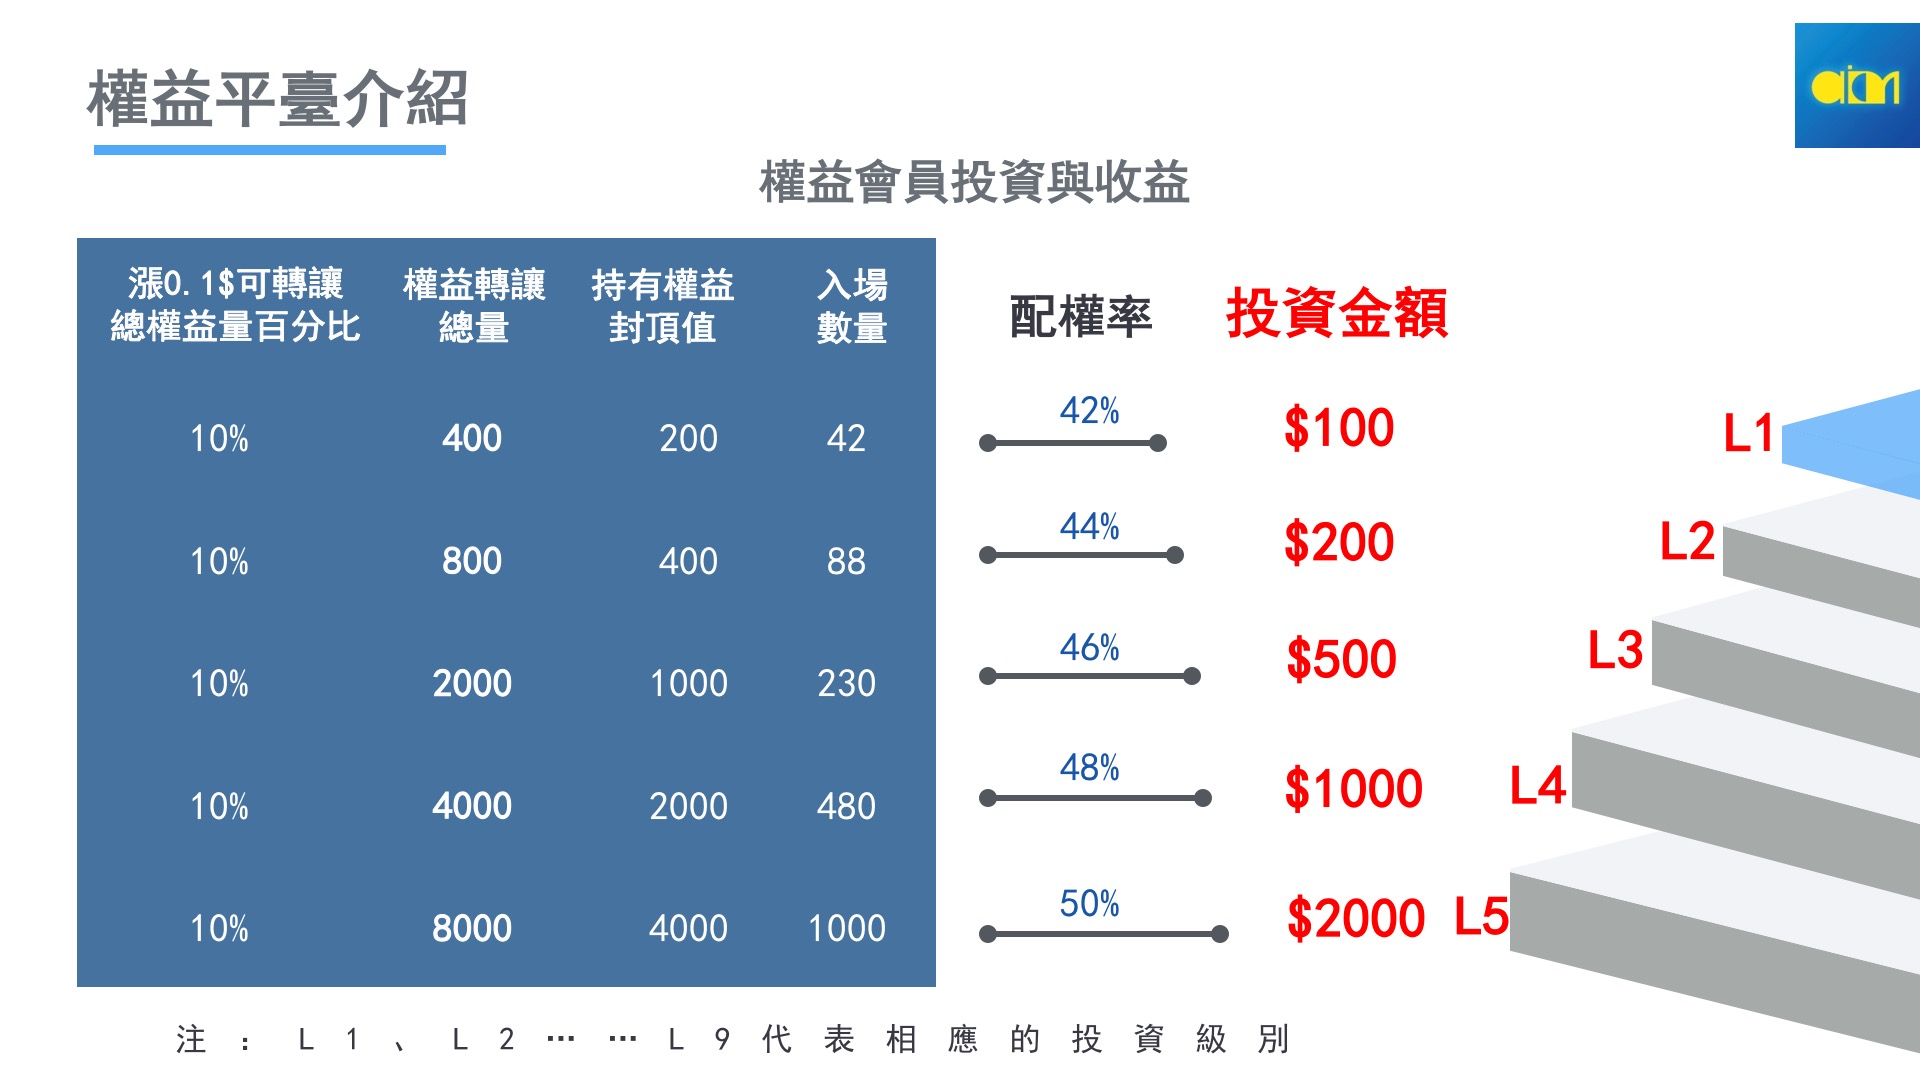 權益平臺介紹
aicm
權益會員投資與收益
漲0.1$可轉讓
總權益量百分比
權益轉讓
總量
持有權益
封頂值
入場
數量
配權率
投資金額
10% 400 200 42 42% $100 L1
10% 800 400 88 44% $200 L2
10% 2000 1000 230 46% $500 L3
10% 4000 2000 480 48% $1000 L4
10% 8000 4000 1000 50% $2000 L5
注：L1、L2……L9代表相應的投資級別